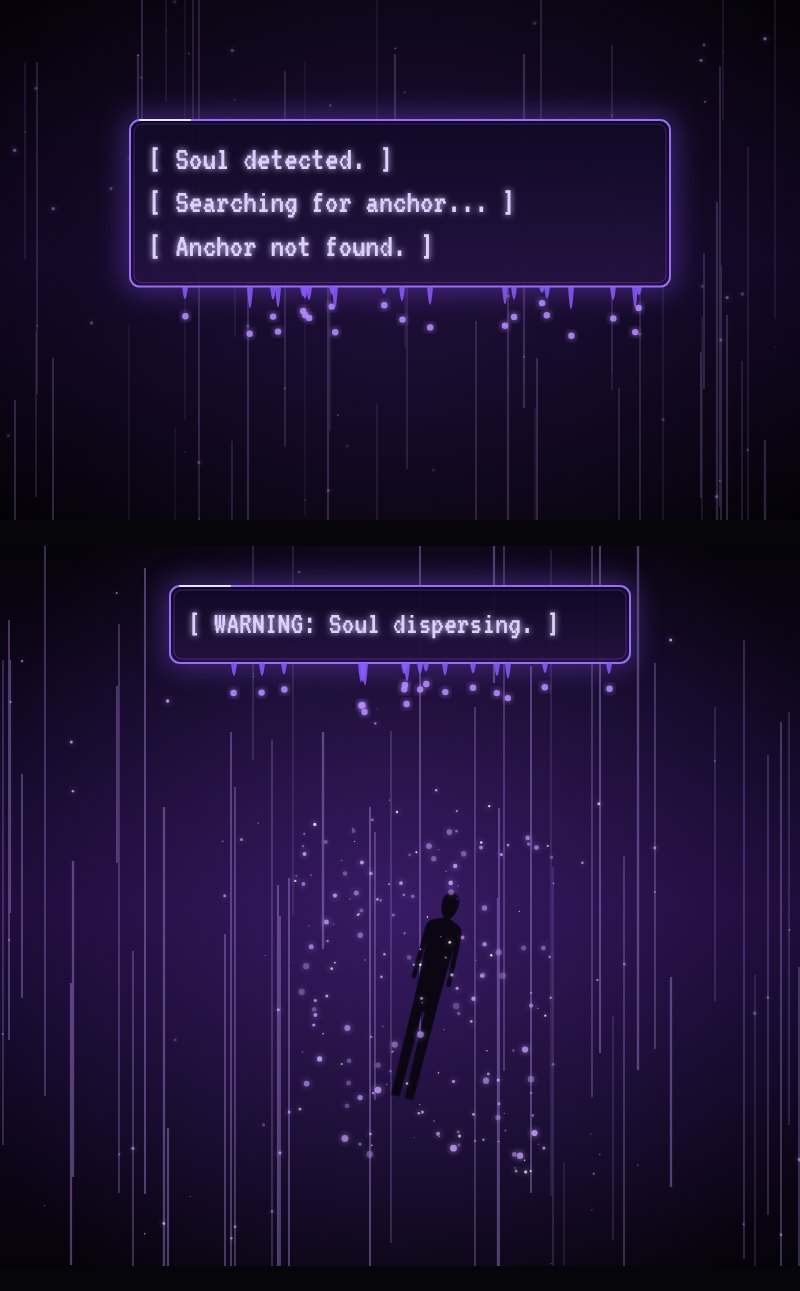 [ Soul detected. ]
[ Searching for anchor... ]
[ Anchor not found. ]
[ WARNING: Soul dispersing. ]